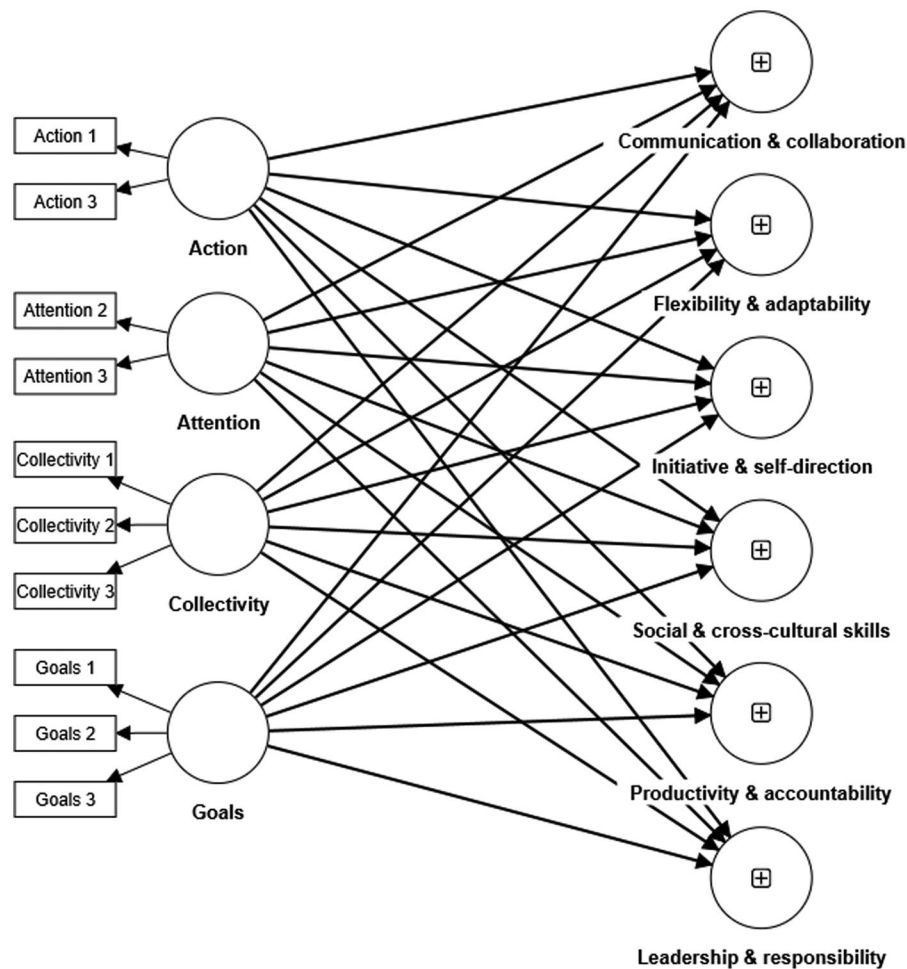 Action 1
Action 3
Action
Attention 2
Attention 3
Attention
Collectivity 1
Collectivity 2
Collectivity 3
Collectivity
Goals 1
Goals 2
Goals 3
Goals
Communication & collaboration
Flexibility & adaptability
Initiative & self-direction
Social & cross-cultural skills
Productivity & accountability
Leadership & responsibility